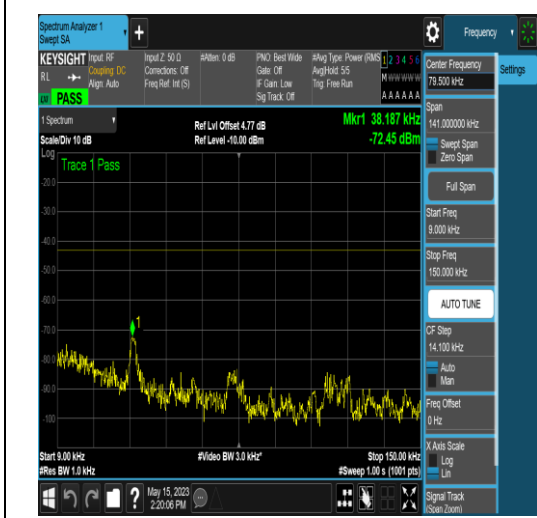 Spectrum Analyzer 1
Swept SA
+
Frequency
KEYSIGHT
Input: RF
Input Z: 50 Ω
#Atten: 0 dB
PNO: Best Wide
#Avg Type: Power (RMS
1 2 3 4 5 6
RL
Coupling: DC
Corrections: Off
Gate: Off
AvgHold: 5/5
M W W W W W
Align: Auto
Freq Ref: Int (S)
IF Gain: Low
Trig: Free Run
Sig Track: Off
A A A A A A
PASS
1 Spectrum
Scale/Div 10 dB
Ref Lvl Offset 4.77 dB
Ref Level -10.00 dBm
Mkr1 38.187 kHz
-72.45 dBm
Log
Trace 1 Pass
-20.0
-30.0
-40.0
-50.0
-60.0
-70.0
-80.0
-90.0
-100
1
Start 9.00 kHz
#Video BW 3.0 kHz*
Stop 150.00 kHz
#Res BW 1.0 kHz
#Sweep 1.00 s (1001 pts)
May 15, 2023
2:20:06 PM
?
Center Frequency
79.500 kHz
Settings
Span
141.000000 kHz
Swept Span
Zero Span
Full Span
Start Freq
9.000 kHz
Stop Freq
150.000 kHz
AUTO TUNE
CF Step
14.100 kHz
Auto
Man
Freq Offset
0 Hz
X Axis Scale
Log
Lin
Signal Track
(Span Zoom)